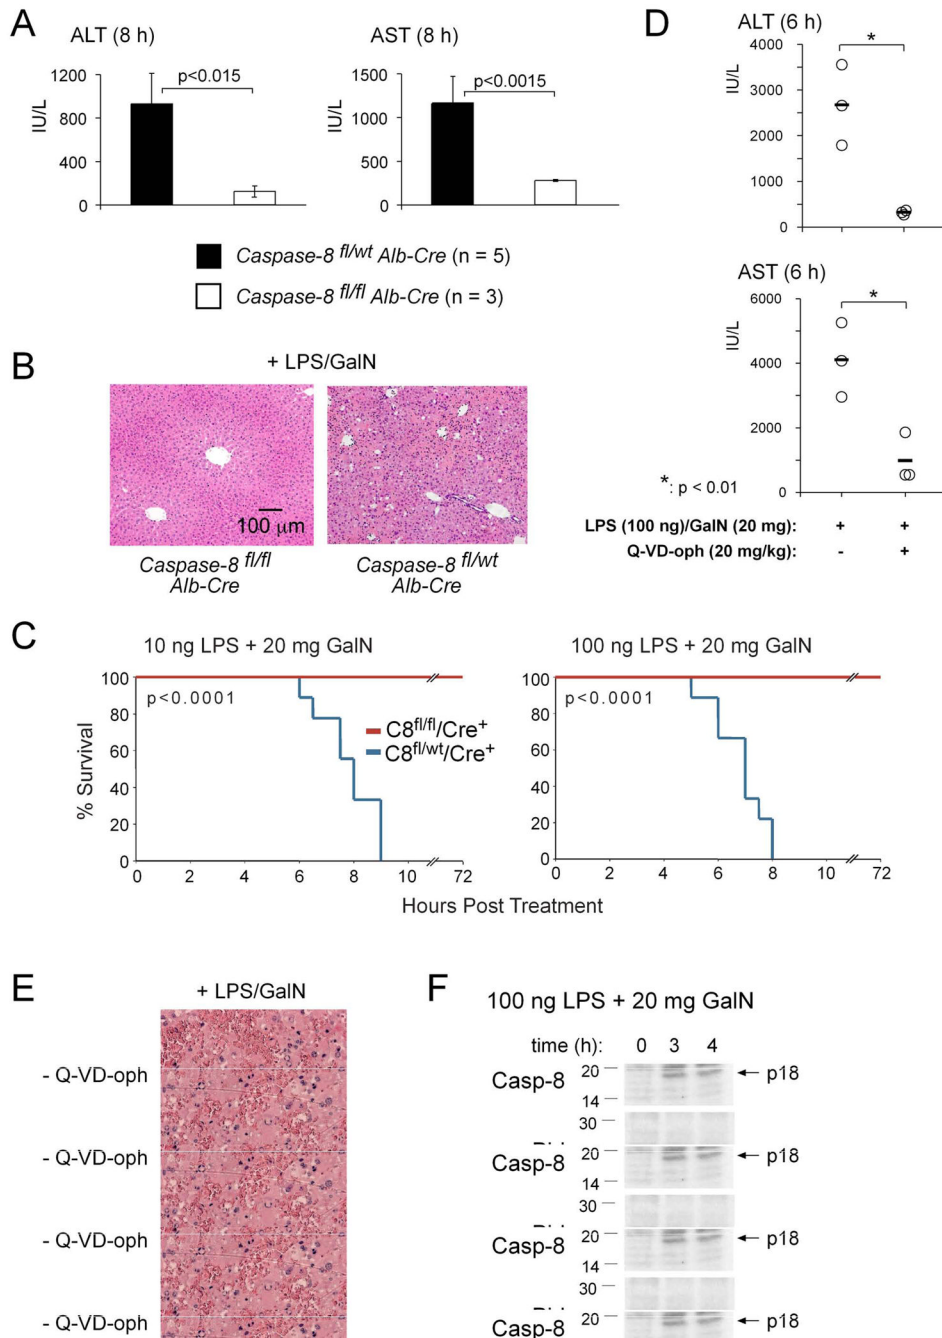 A
ALT (8 h)
IU/L
1200
800
400
0
p<0.015
AST (8 h)
IU/L
1500
1000
500
0
p<0.0015
Caspase-8 fl/wt Alb-Cre (n = 5)
Caspase-8 fl/fl Alb-Cre (n = 3)
B
+ LPS/GalN
100 µm
Caspase-8 fl/fl
Alb-Cre
Caspase-8 fl/wt
Alb-Cre
C
10 ng LPS + 20 mg GalN
% Survival
100
80
60
40
20
0
p<0.0001
C8fl/fl/Cre+
C8fl/wt/Cre+
0 2 4 6 8 10 72
100 ng LPS + 20 mg GalN
100
80
60
40
20
0
p<0.0001
0 2 4 6 8 10 72
Hours Post Treatment
D
ALT (6 h)
IU/L
4000
3000
2000
1000
0
*
AST (6 h)
IU/L
6000
4000
2000
0
*
*: p < 0.01
LPS (100 ng)/GalN (20 mg): + +
Q-VD-oph (20 mg/kg): - +
E
+ LPS/GalN
- Q-VD-oph
- Q-VD-oph
- Q-VD-oph
- Q-VD-oph
F
100 ng LPS + 20 mg GalN
time (h): 0 3 4
Casp-8 20 p18
14
30
Casp-8 20 p18
14
30
Casp-8 20 p18
14
30
Casp-8 20 p18